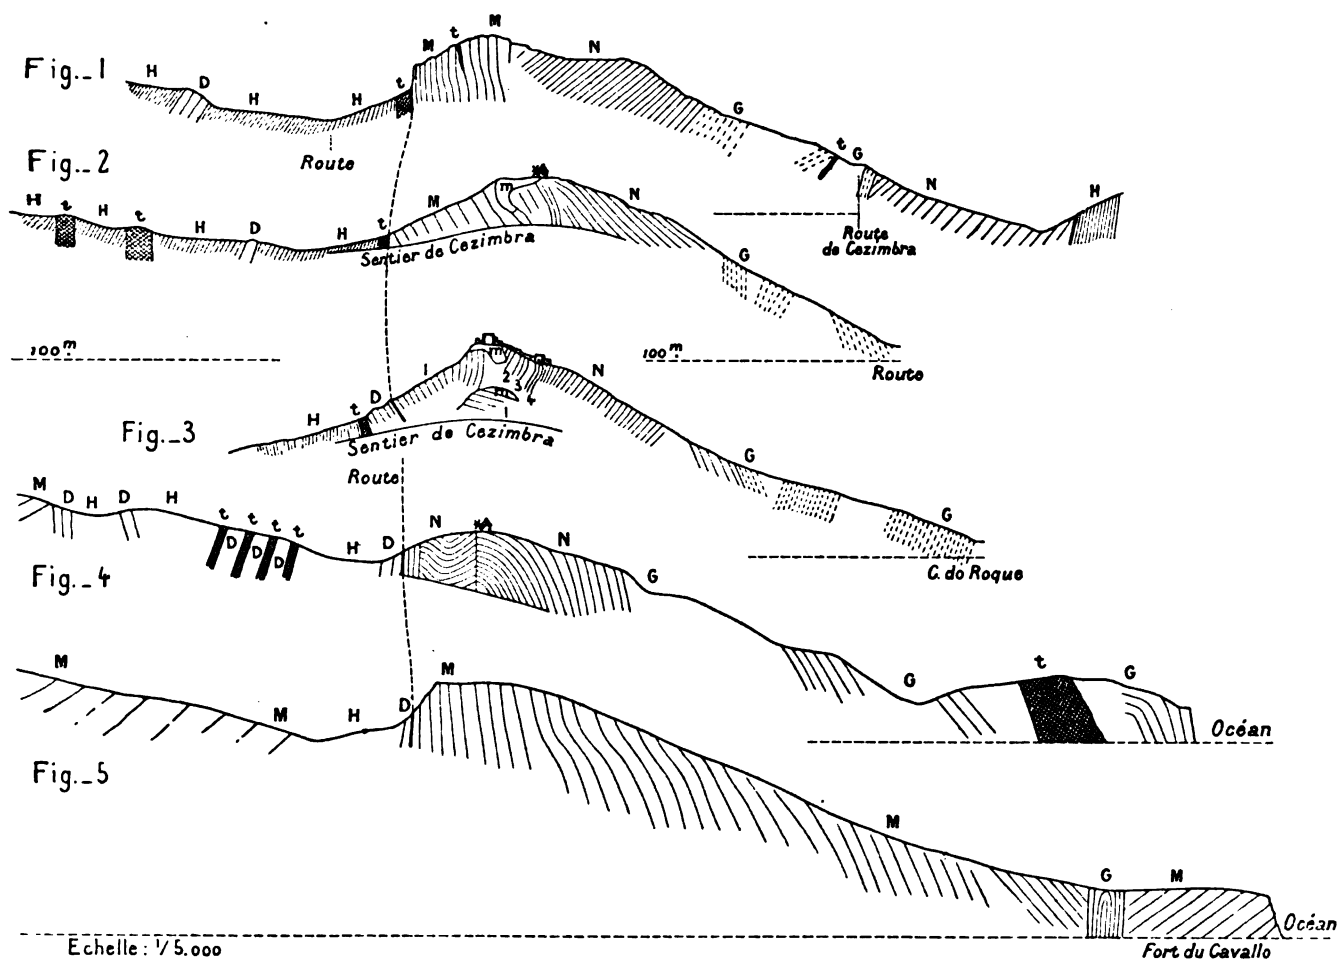 Fig._1
H D H H t M t M N G t G N H
Route
Route
de Cezimbra
Fig._2
H t H t H D H t M m N G
Sentier de Cezimbra
100m
100m
Route
Fig._3
H t D 1 m 2 3 4 m 1 N G G
Sentier de Cezimbra
Route
C. do Roque
Fig._4
M D H D H t t t t D D D H D N N G G t G
Océan
Fig._5
M M H D M M G M
Océan
Echelle: 1/5.000
Fort du Cavallo